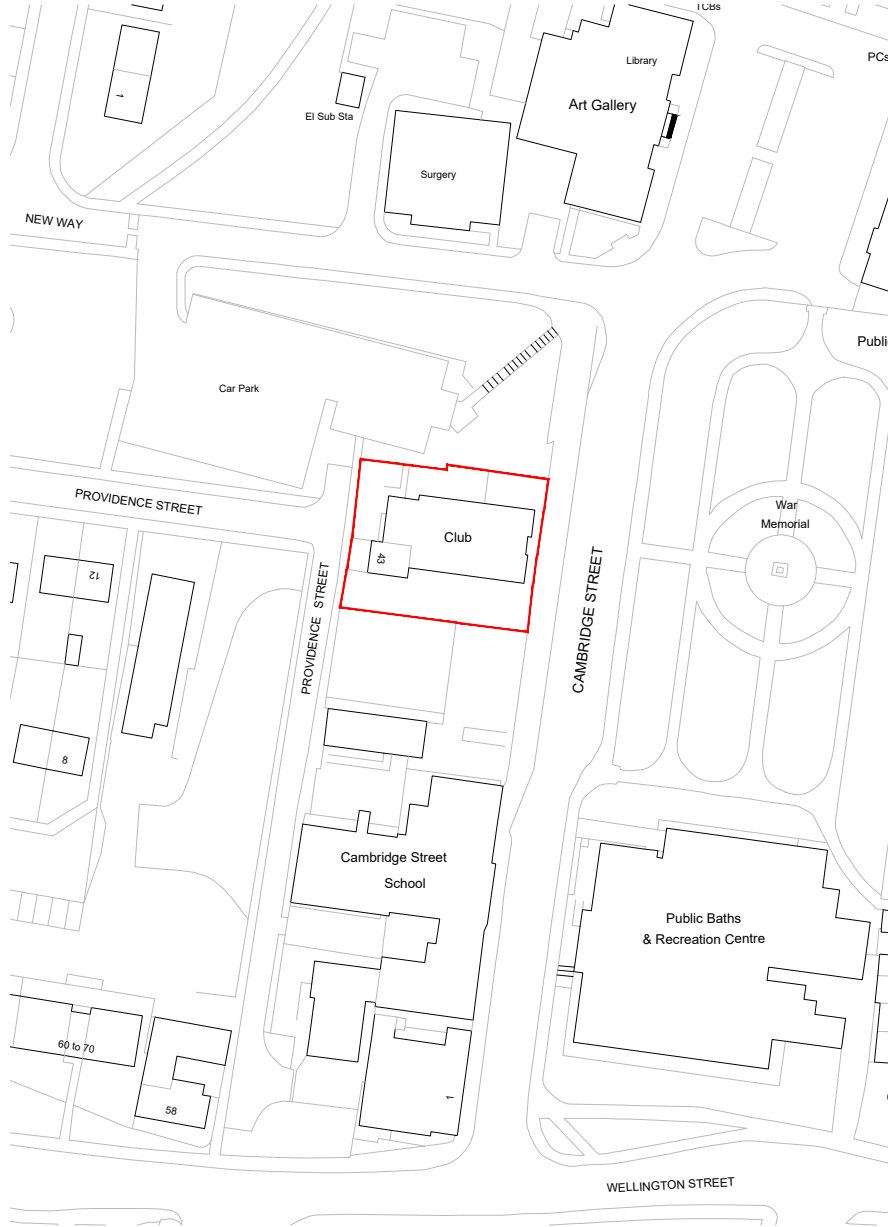 TCBs
Library
PCs
Art Gallery
El Sub Sta
1
Surgery
NEW WAY
Public
Car Park
PROVIDENCE STREET
War
Memorial
Club
43
12
PROVIDENCE STREET
CAMBRIDGE STREET
8
Cambridge Street
School
Public Baths
& Recreation Centre
60 to 70
58
1
WELLINGTON STREET